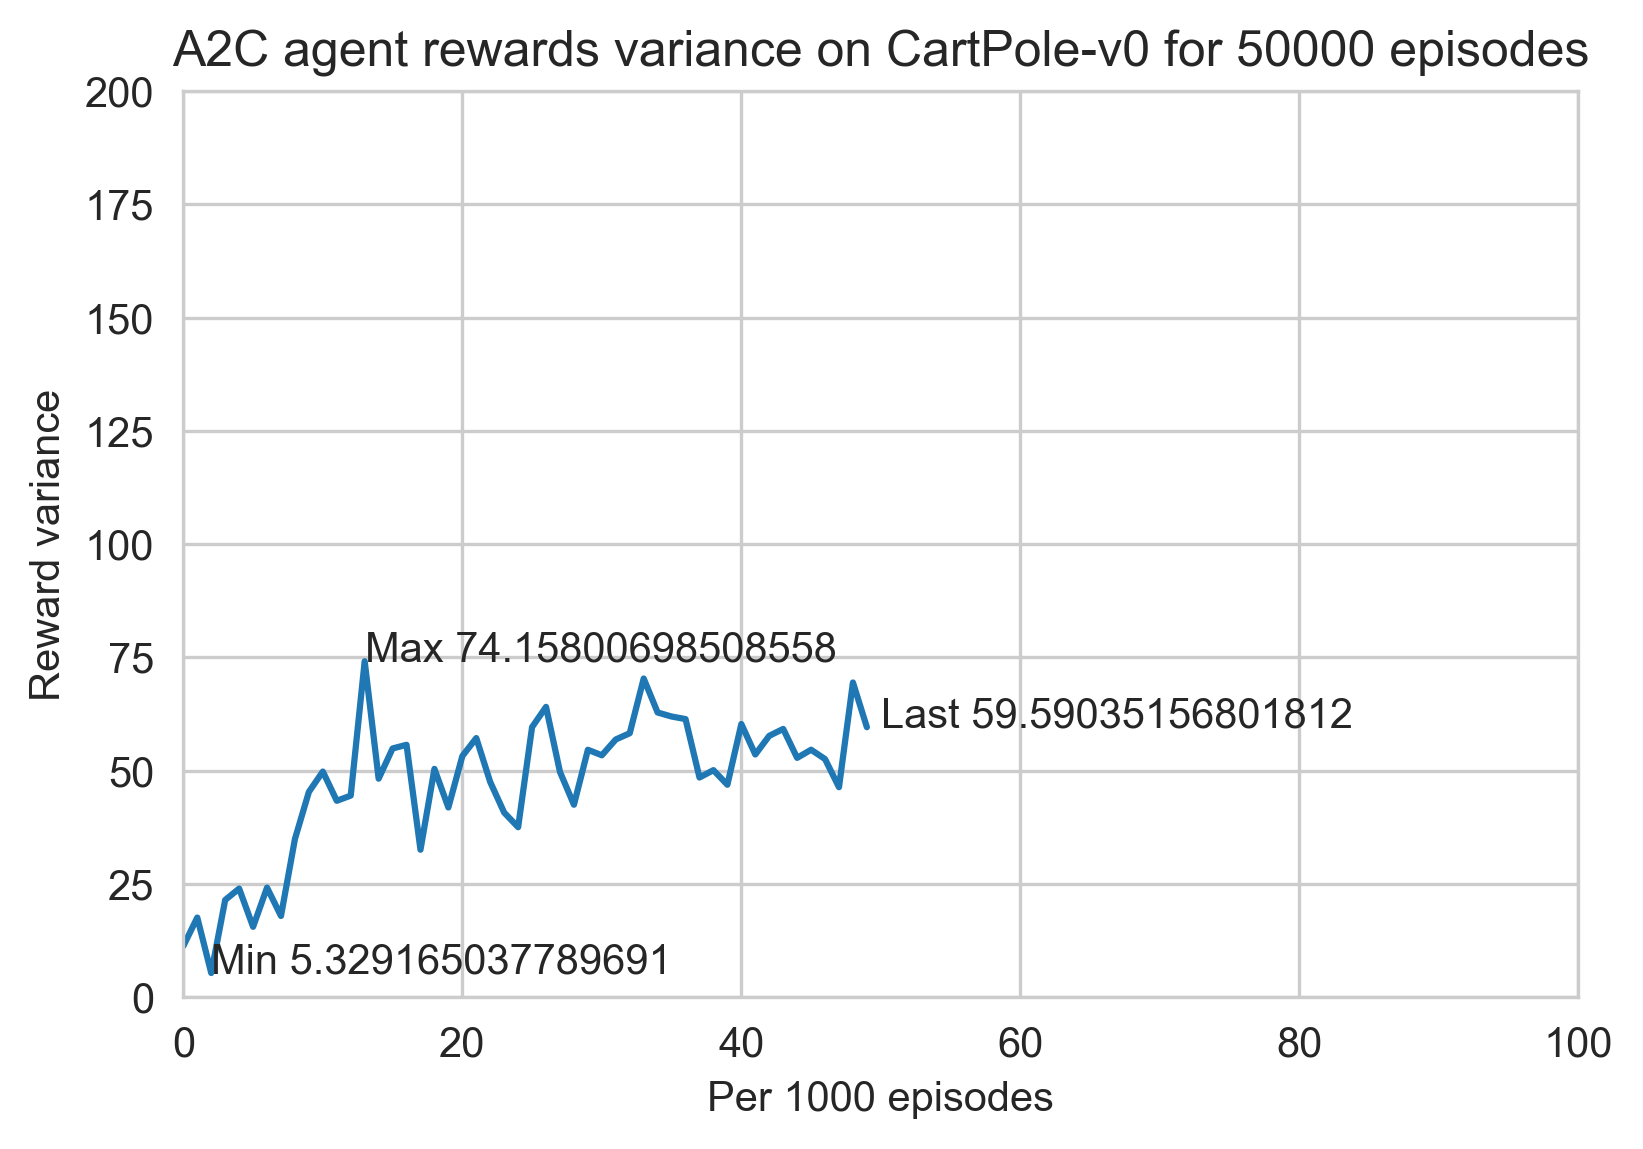 A2C agent rewards variance on CartPole-v0 for 50000 episodes
200
175
150
125
100
75
50
25
0
Reward variance
Max 74.15800698508558
Last 59.59035156801812
Min 5.329165037789691
0 20 40 60 80 100
Per 1000 episodes